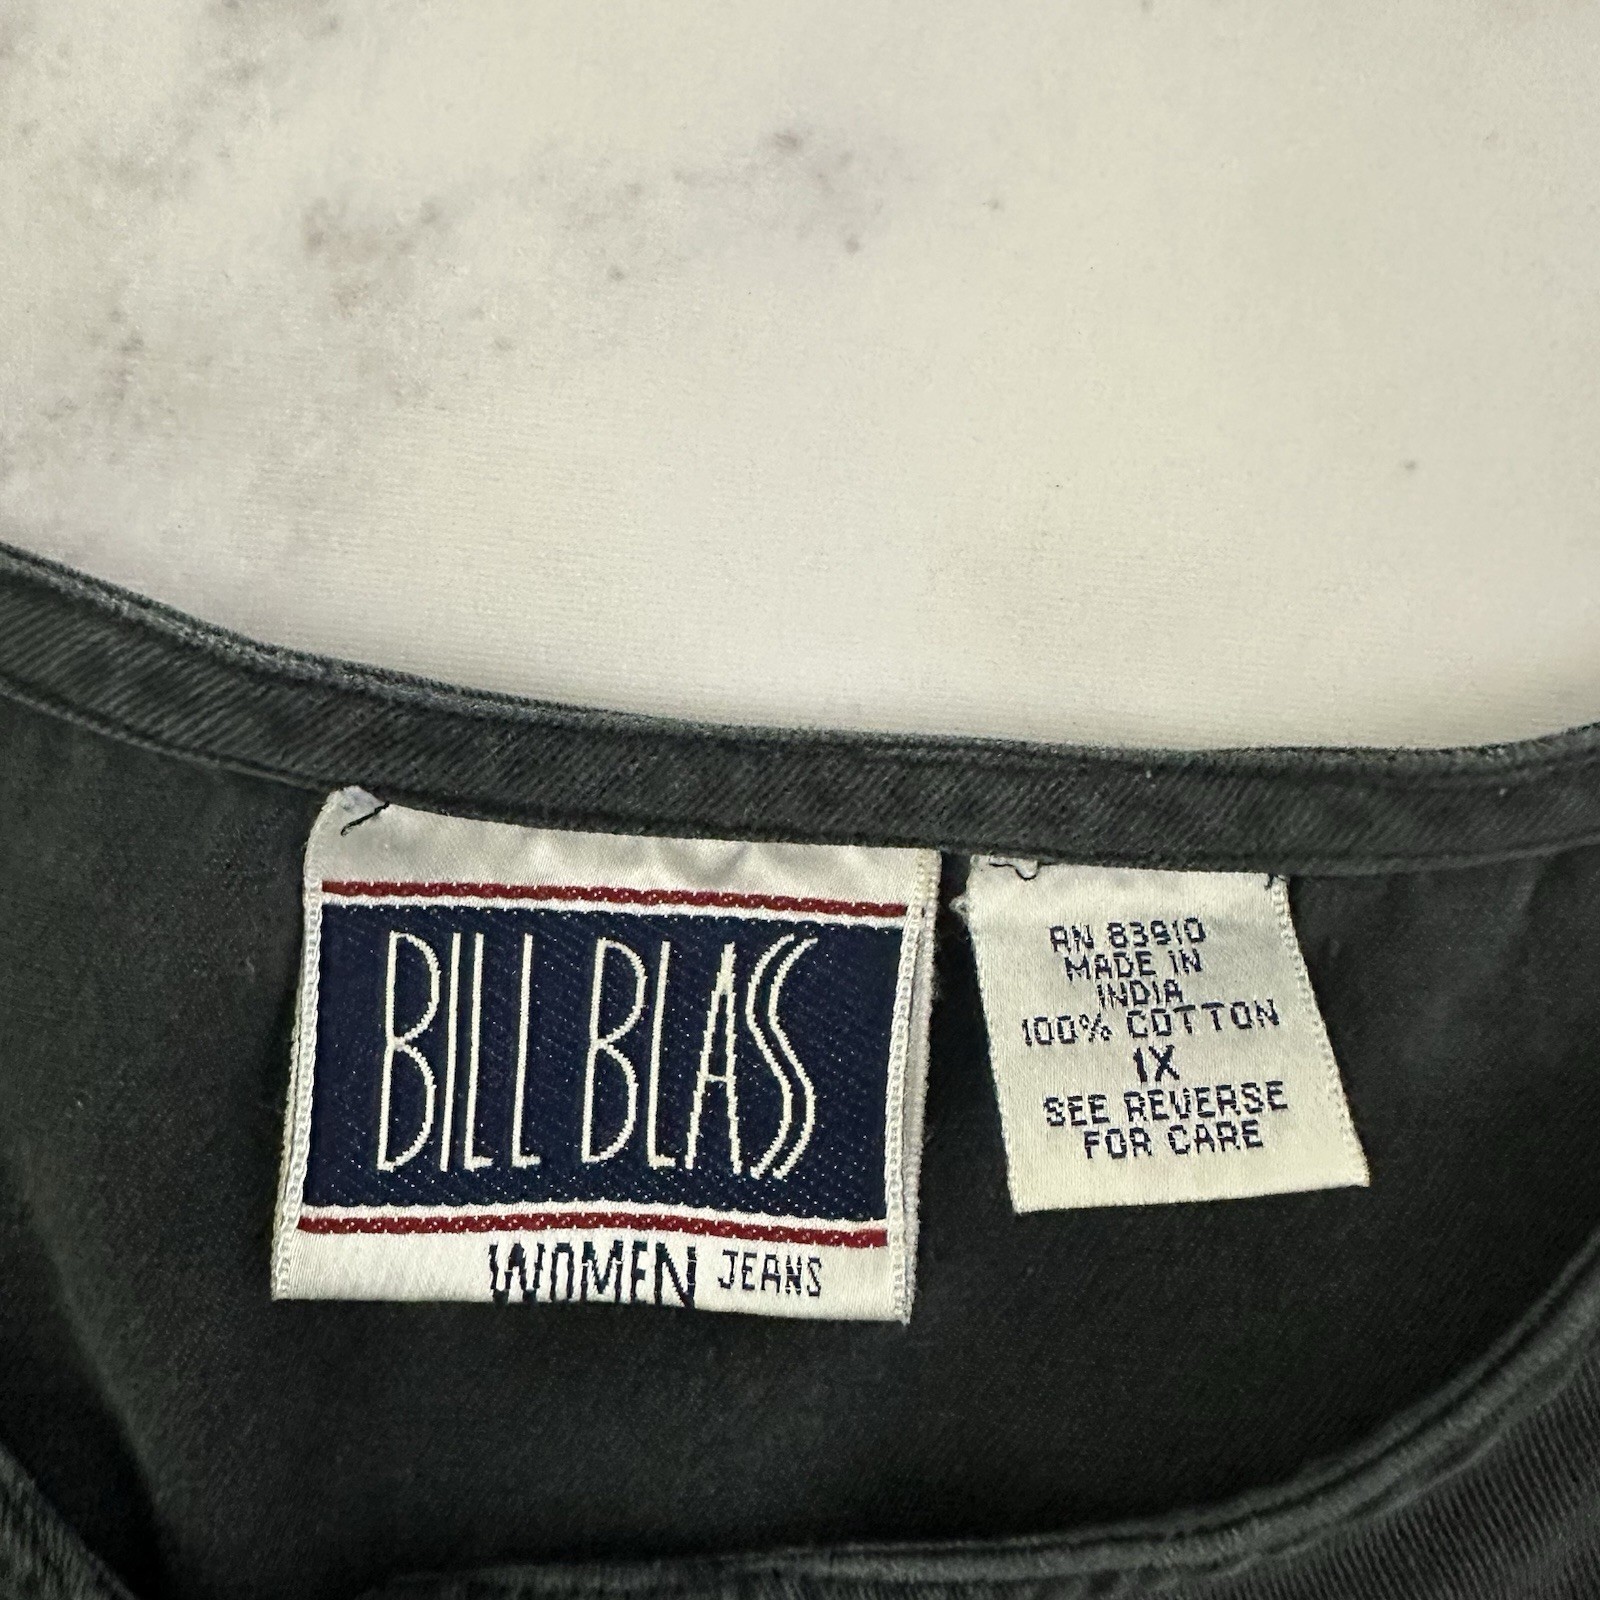 BILL BLASS
WOMEN JEANS
RN 83910
MADE IN
INDIA
100% COTTON
1X
SEE REVERSE
FOR CARE